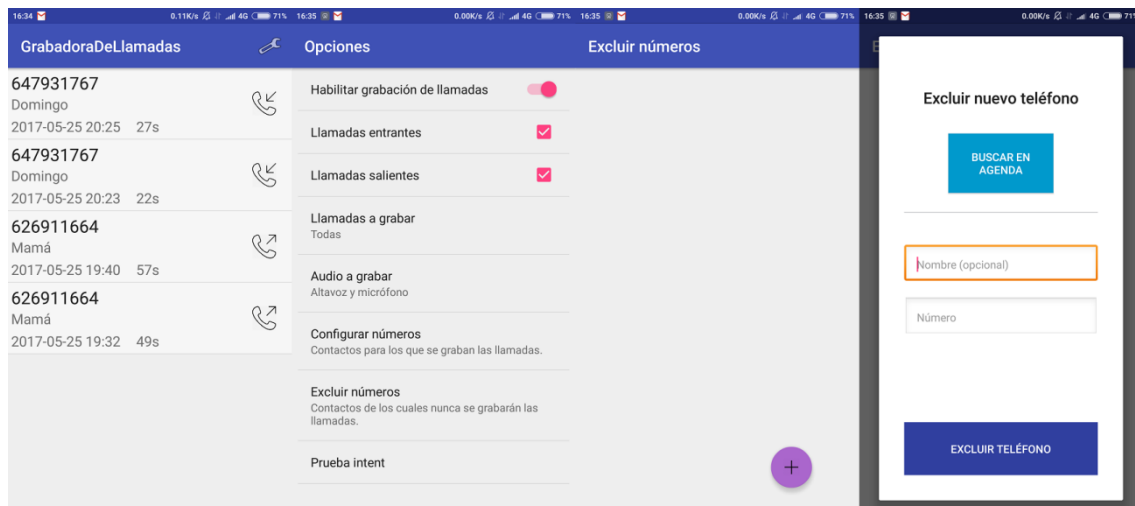 16:34 0.11K/s 4G 71%
GrabadoraDeLlamadas
647931767
Domingo
2017-05-25 20:25 27s
647931767
Domingo
2017-05-25 20:23 22s
626911664
Mamá
2017-05-25 19:40 57s
626911664
Mamá
2017-05-25 19:32 49s
16:35 0.00K/s 4G 71%
Opciones
Habilitar grabación de llamadas
Llamadas entrantes
Llamadas salientes
Llamadas a grabar
Todas
Audio a grabar
Altavoz y micrófono
Configurar números
Contactos para los que se graban las llamadas.
Excluir números
Contactos de los cuales nunca se grabarán las
llamadas.
Prueba intent
16:35 0.00K/s 4G 71%
Excluir números
+
16:35 0.00K/s 4G 71
E
Excluir nuevo teléfono
BUSCAR EN
AGENDA
Nombre (opcional)
Número
EXCLUIR TELÉFONO